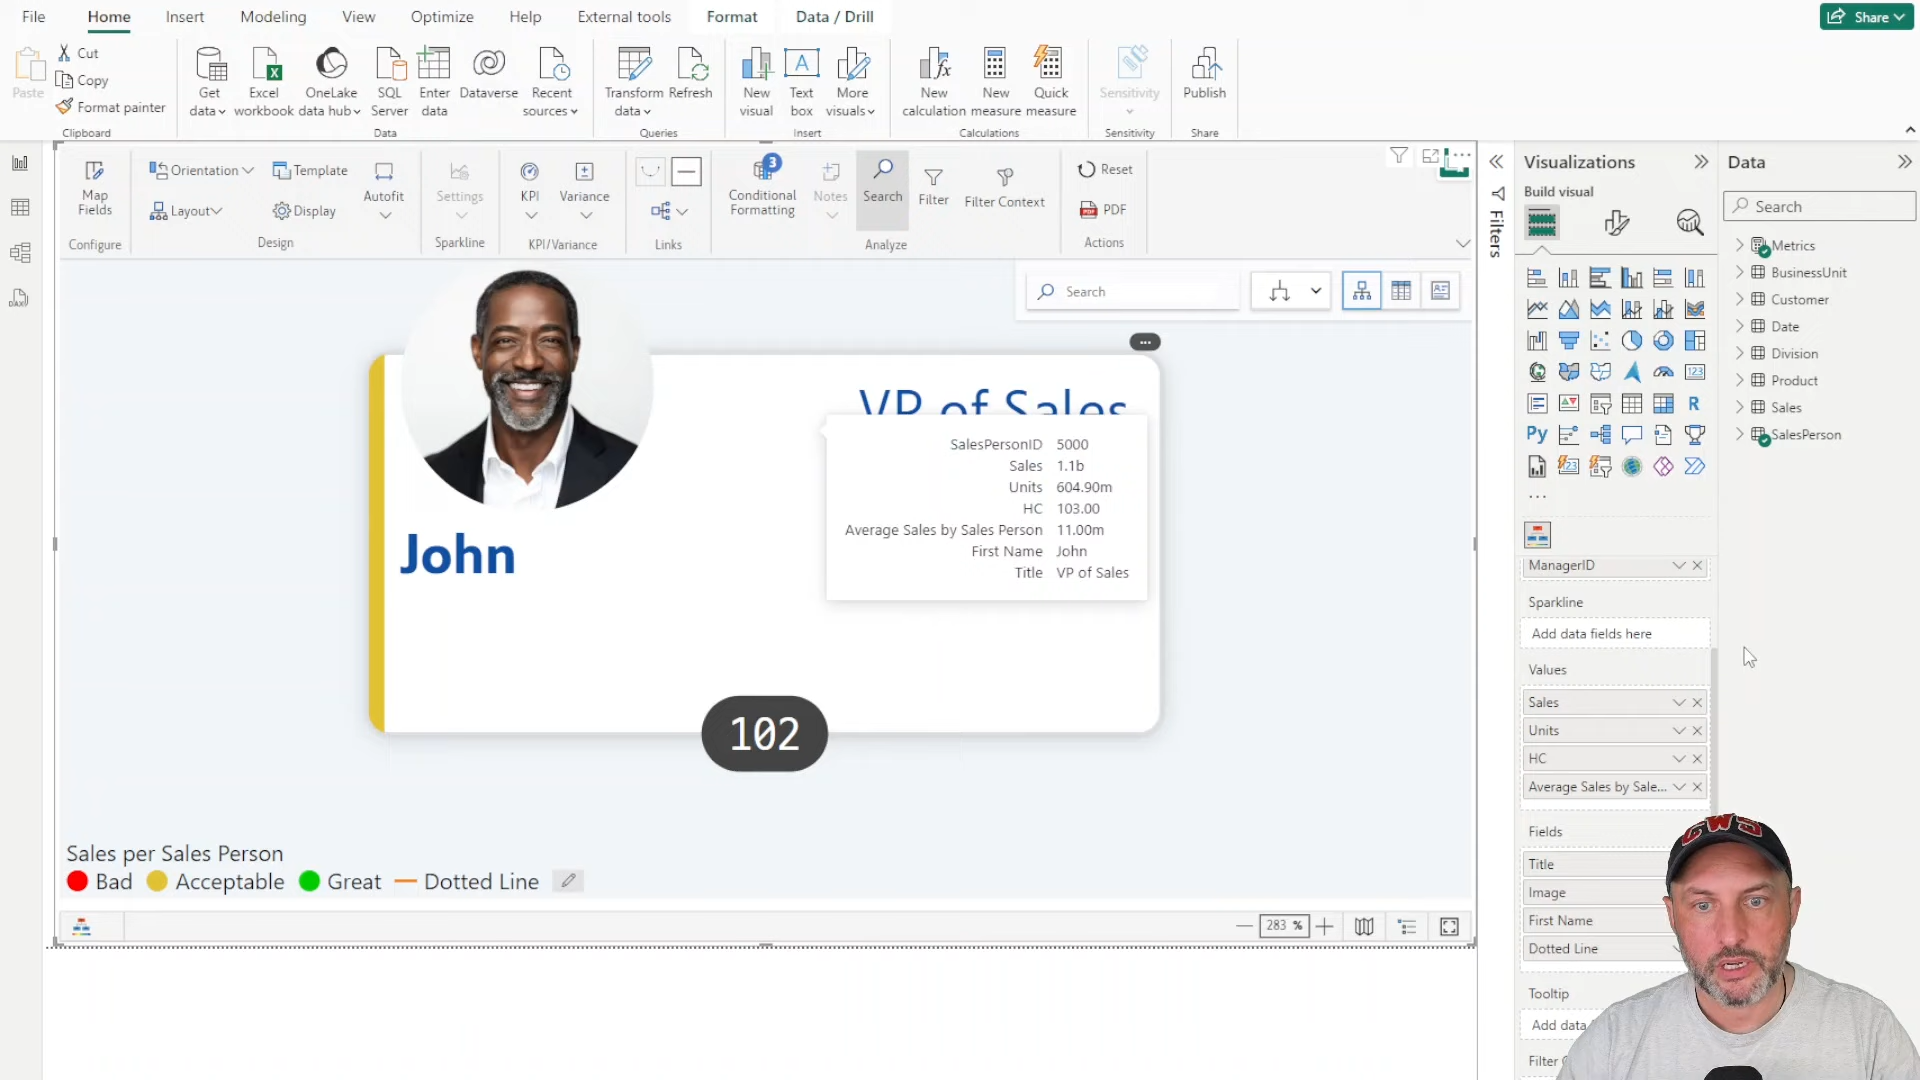 File Home Insert Modeling View Optimize Help External tools Format Data / Drill Share
Paste
Cut
Copy
Format painter
Get data
Excel workbook
OneLake data hub
SQL Server
Enter data
Dataverse
Recent sources
Transform data
Refresh
New visual
Text box
More visuals
New calculation
New measure
Quick measure
Sensitivity
Publish
Clipboard Data Queries Insert Calculations Sensitivity Share
Map Fields
Orientation
Layout
Template
Display
Autofit
Settings
KPI
Variance
3
Conditional Formatting
Notes
Search
Filter
Filter Context
Reset
PDF
Configure Design Sparkline KPI/Variance Links Analyze Actions
Search
VP of Sales
SalesPersonID 5000
Sales 1.1b
Units 604.90m
HC 103.00
Average Sales by Sales Person 11.00m
First Name John
Title VP of Sales
John
102
Sales per Sales Person
Bad Acceptable Great Dotted Line
283 %
Filters
Visualizations
Build visual
123
R
Py
123
ManagerID
Sparkline
Add data fields here
Values
Sales
Units
HC
Average Sales by Sale...
Fields
Title
Image
First Name
Dotted Line
Tooltip
Add data
Filter
Data
Search
Metrics
BusinessUnit
Customer
Date
Division
Product
Sales
SalesPerson
DAX